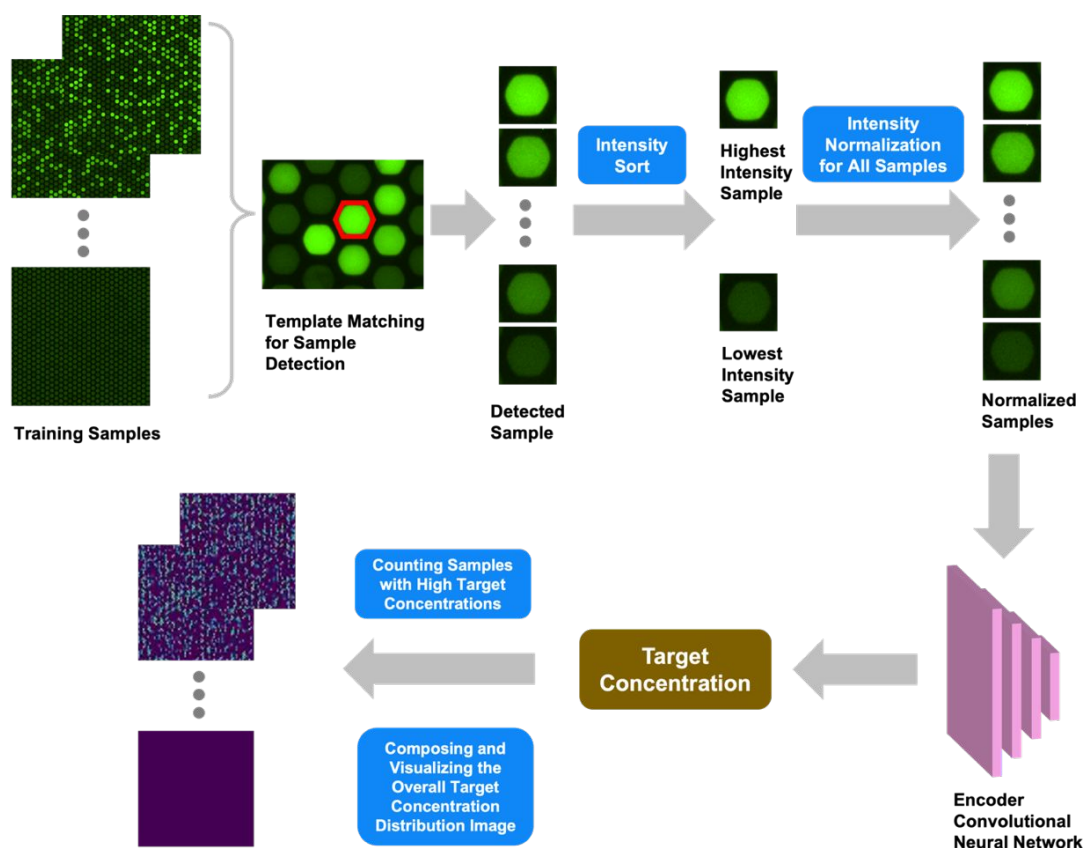 Training Samples
Template Matching
for Sample
Detection
Detected
Sample
Intensity
Sort
Highest
Intensity
Sample
Lowest
Intensity
Sample
Intensity
Normalization
for All Samples
Normalized
Samples
Encoder
Convolutional
Neural Network
Target
Concentration
Counting Samples
with High Target
Concentrations
Composing and
Visualizing the
Overall Target
Concentration
Distribution Image